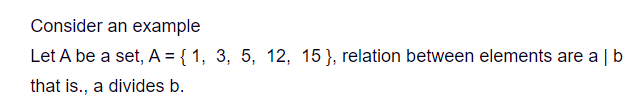 Consider an example
Let A be a set, A = { 1, 3, 5, 12, 15 }, relation between elements are a | b
that is., a divides b.